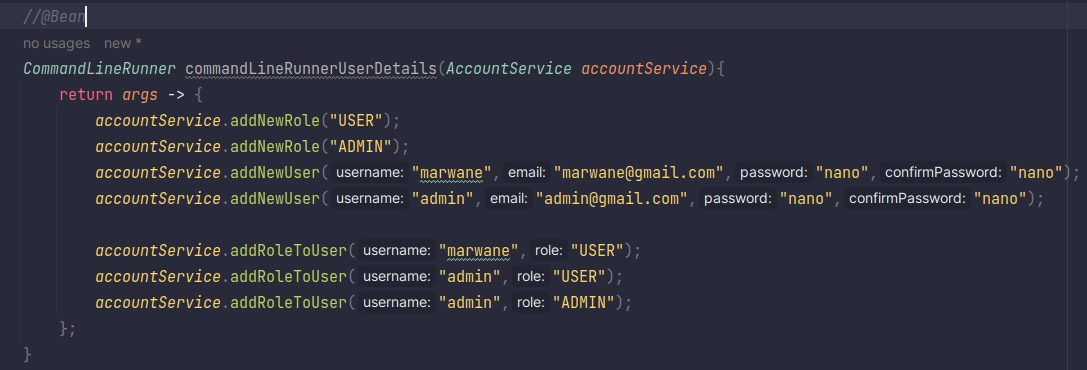 //@Bean
no usages new *
CommandLineRunner commandLineRunnerUserDetails(AccountService accountService){
return args -> {
accountService.addNewRole("USER");
accountService.addNewRole("ADMIN");
accountService.addNewUser( username: "marwane", email: "marwane@gmail.com", password: "nano", confirmPassword: "nano");
accountService.addNewUser( username: "admin", email: "admin@gmail.com", password: "nano", confirmPassword: "nano");
accountService.addRoleToUser( username: "marwane", role: "USER");
accountService.addRoleToUser( username: "admin", role: "USER");
accountService.addRoleToUser( username: "admin", role: "ADMIN");
};
}